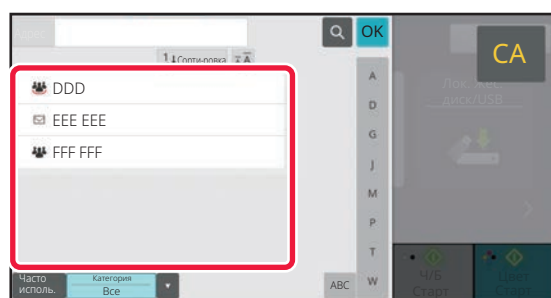 Адрес
OK
CA
1 Сорти-ровка
DDD
EEE EEE
FFF FFF
A
D
G
J
M
P
T
W
Лок. жес. диск/USB
Часто исполь.
Категория
Все
ABC
Ч/Б
Старт
Цвет
Старт